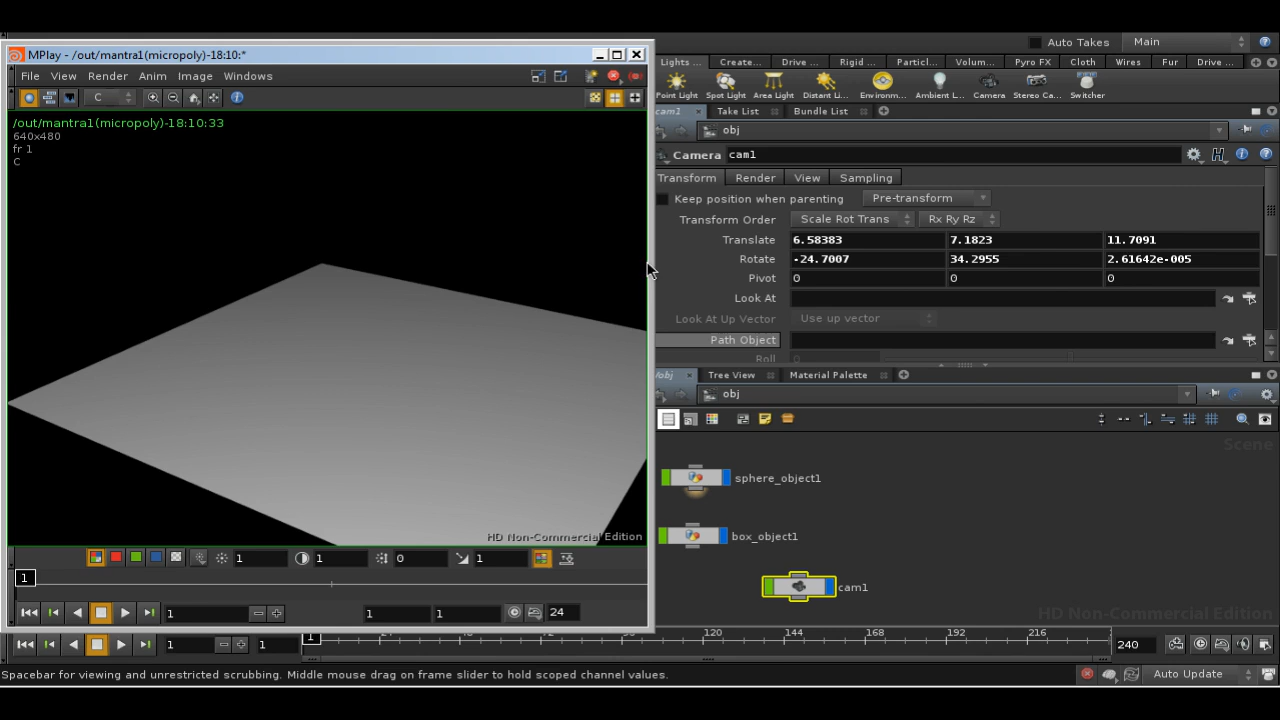 MPlay - /out/mantra1(micropoly)-18:10:*
Auto Takes
Main
File View Render Anim Image Windows
Lights ... Create... Drive ... Rigid ... Particl... Volum... Pyro FX Cloth Wires Fur Drive ...
Point Light Spot Light Area Light Distant Li... Environ... Ambient L... Camera Stereo Ca... Switcher
C
cam1 Take List Bundle List
/out/mantra1(micropoly)-18:10:33
640x480
fr 1
C
obj
Camera cam1
Transform Render View Sampling
Keep position when parenting Pre-transform
Transform Order Scale Rot Trans Rx Ry Rz
Translate 6.58383 7.1823 11.7091
Rotate -24.7007 34.2955 2.61642e-005
Pivot 0 0 0
Look At
Look At Up Vector Use up vector
Path Object
Roll 0
/obj Tree View Material Palette
obj
Scene
sphere_object1
box_object1
cam1
HD Non-Commercial Edition
HD Non-Commercial Edition
1 1 0 1
1
1 1 1 24
1 1 1 120 144 168 192 216 240
Spacebar for viewing and unrestricted scrubbing. Middle mouse drag on frame slider to hold scoped channel values.
Auto Update